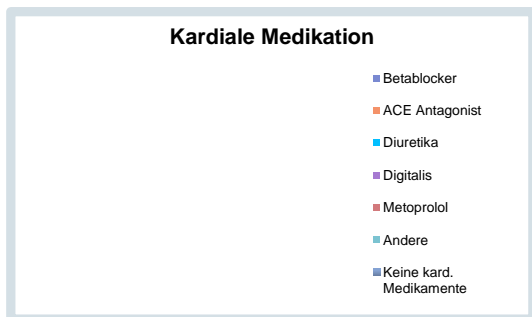 Kardiale Medikation
Betablocker
ACE Antagonist
Diuretika
Digitalis
Metoprolol
Andere
Keine kard.
Medikamente